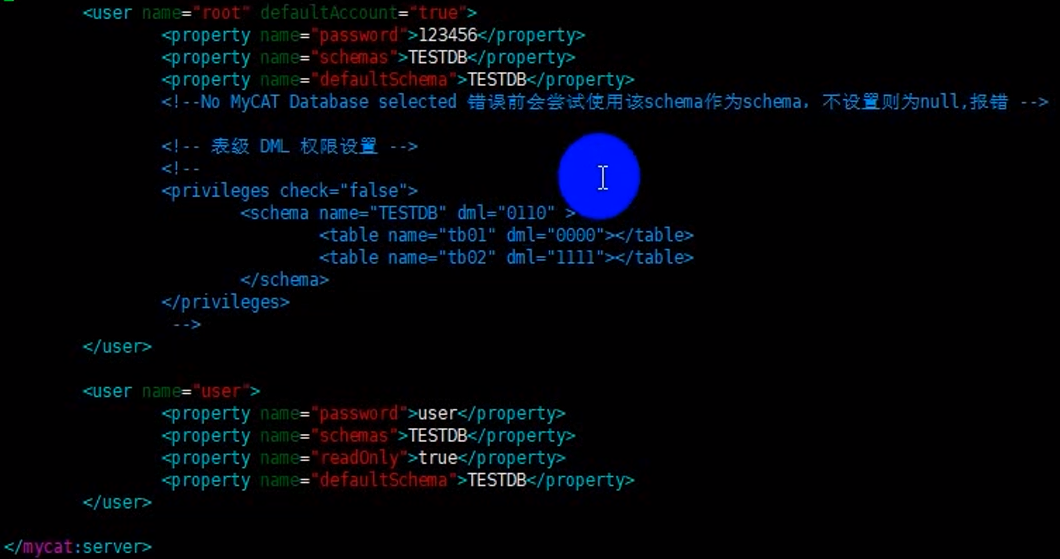 <user name="root" defaultAccount="true">
<property name="password">123456</property>
<property name="schemas">TESTDB</property>
<property name="defaultSchema">TESTDB</property>
<!--No MyCAT Database selected 错误前会尝试使用该schema作为schema，不设置则为null,报错 -->
<!-- 表级 DML 权限设置 -->
<!--
<privileges check="false">
<schema name="TESTDB" dml="0110" >
<table name="tb01" dml="0000"></table>
<table name="tb02" dml="1111"></table>
</schema>
</privileges>
-->
</user>
<user name="user">
<property name="password">user</property>
<property name="schemas">TESTDB</property>
<property name="readOnly">true</property>
<property name="defaultSchema">TESTDB</property>
</user>
</mycat:server>